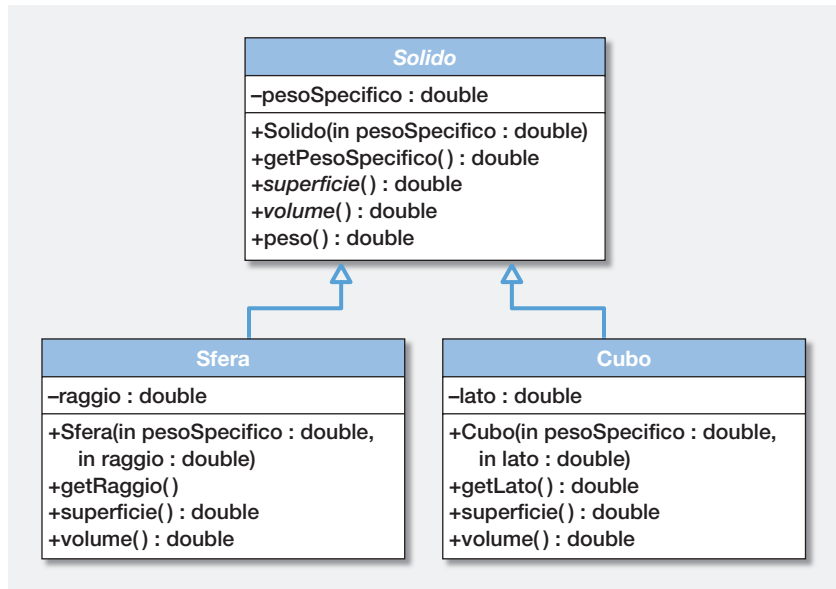 Solido
–pesoSpecifico : double
+Solido(in pesoSpecifico : double)
+getPesoSpecifico( ) : double
+superficie( ) : double
+volume( ) : double
+peso( ) : double
Sfera
–raggio : double
+Sfera(in pesoSpecifico : double,
in raggio : double)
+getRaggio( )
+superficie( ) : double
+volume( ) : double
Cubo
–lato : double
+Cubo(in pesoSpecifico : double,
in lato : double)
+getLato( ) : double
+superficie( ) : double
+volume( ) : double